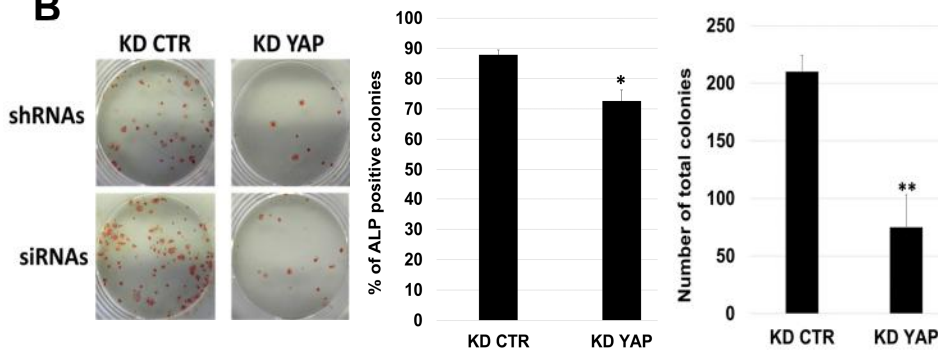 B
KD CTR KD YAP
shRNAs
siRNAs
% of ALP positive colonies
100
90
80
70
60
50
40
30
20
10
0
*
KD CTR KD YAP
Number of total colonies
250
200
150
100
50
0
**
KD CTR KD YAP